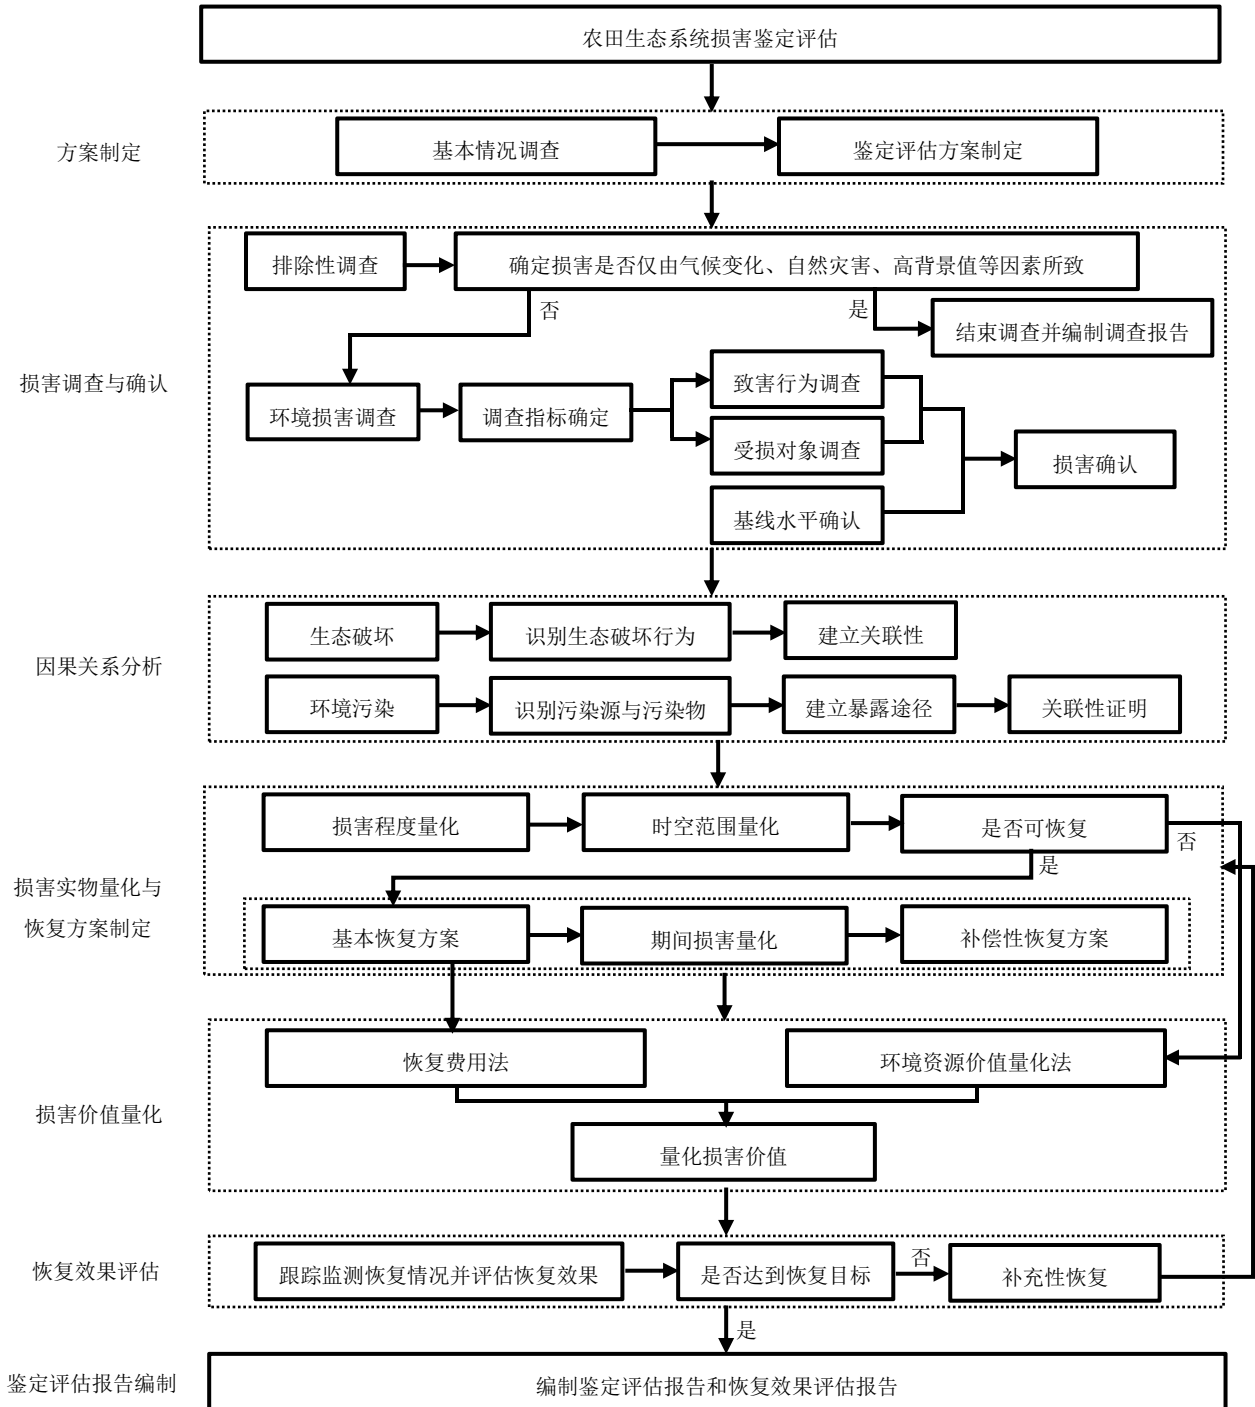 农田生态系统损害鉴定评估
方案制定
基本情况调查
鉴定评估方案制定
排除性调查
确定损害是否仅由气候变化、自然灾害、高背景值等因素所致
否
是
结束调查并编制调查报告
损害调查与确认
环境损害调查
调查指标确定
致害行为调查
受损对象调查
损害确认
基线水平确认
因果关系分析
生态破坏
识别生态破坏行为
建立关联性
环境污染
识别污染源与污染物
建立暴露途径
关联性证明
损害程度量化
时空范围量化
是否可恢复
否
是
损害实物量化与
恢复方案制定
基本恢复方案
期间损害量化
补偿性恢复方案
恢复费用法
环境资源价值量化法
损害价值量化
量化损害价值
恢复效果评估
跟踪监测恢复情况并评估恢复效果
是否达到恢复目标
否
补充性恢复
是
鉴定评估报告编制
编制鉴定评估报告和恢复效果评估报告